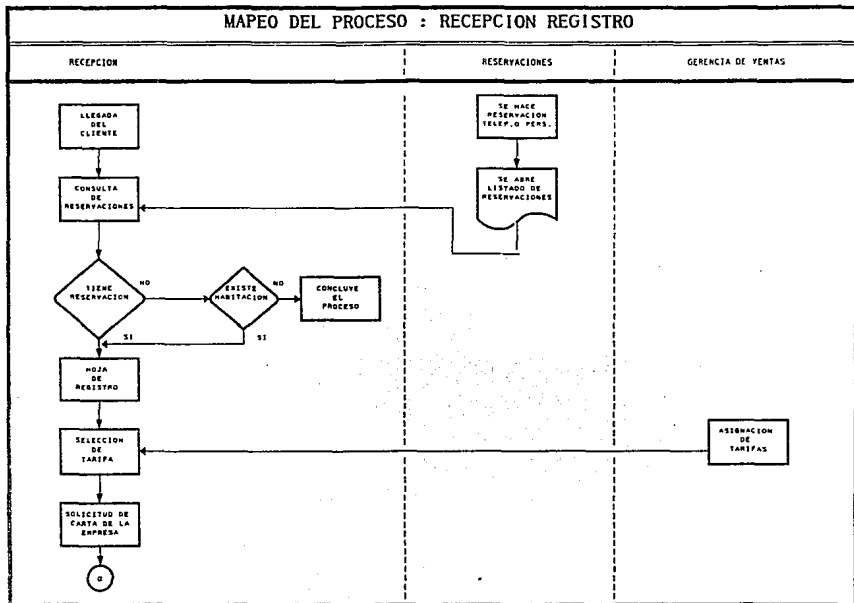 MAPEO DEL PROCESO : RECEPCION REGISTRO
RECEPCION
RESERVACIONES
GERENCIA DE VENTAS
LLEGADA
DEL
CLIENTE
SE HACE
RESERVACION
TELEF.O PERS.
CONSULTA
DE
RESERVACIONES
SE ABRE
LISTADO DE
RESERVACIONES
TIENE
RESERVACION
NO
EXISTE
HABITACION
NO
CONCLUYE
EL
PROCESO
SI
SI
HOJA
DE
REGISTRO
SELECCION
DE
TARIFA
ASIGNACION
DE
TARIFAS
SOLICITUD DE
CARTA DE LA
EMPRESA
a